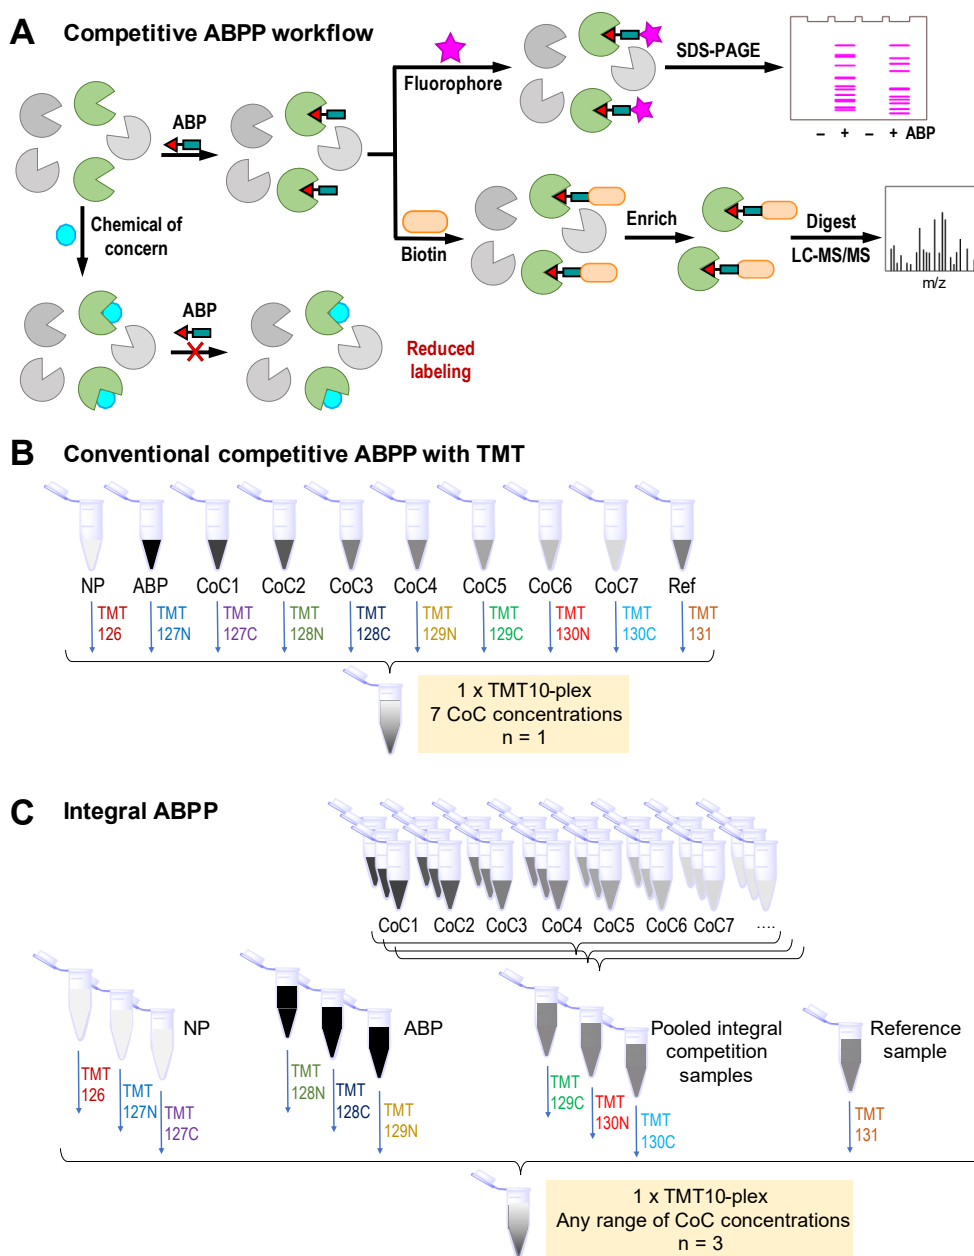 A Competitive ABPP workflow
ABP
Fluorophore
SDS-PAGE
– + – + ABP
Chemical of
concern
Biotin
Enrich
Digest
LC-MS/MS
m/z
ABP
Reduced
labeling
B Conventional competitive ABPP with TMT
NP ABP CoC1 CoC2 CoC3 CoC4 CoC5 CoC6 CoC7 Ref
TMT TMT TMT TMT TMT TMT TMT TMT TMT TMT
126 127N 127C 128N 128C 129N 129C 130N 130C 131
1 x TMT10-plex
7 CoC concentrations
n = 1
C Integral ABPP
CoC1 CoC2 CoC3 CoC4 CoC5 CoC6 CoC7 ....
NP
ABP
Pooled integral
competition
samples
Reference
sample
TMT
126
TMT
127N
TMT
127C
TMT
128N
TMT
128C
TMT
129N
TMT
129C
TMT
130N
TMT
130C
TMT
131
1 x TMT10-plex
Any range of CoC concentrations
n = 3